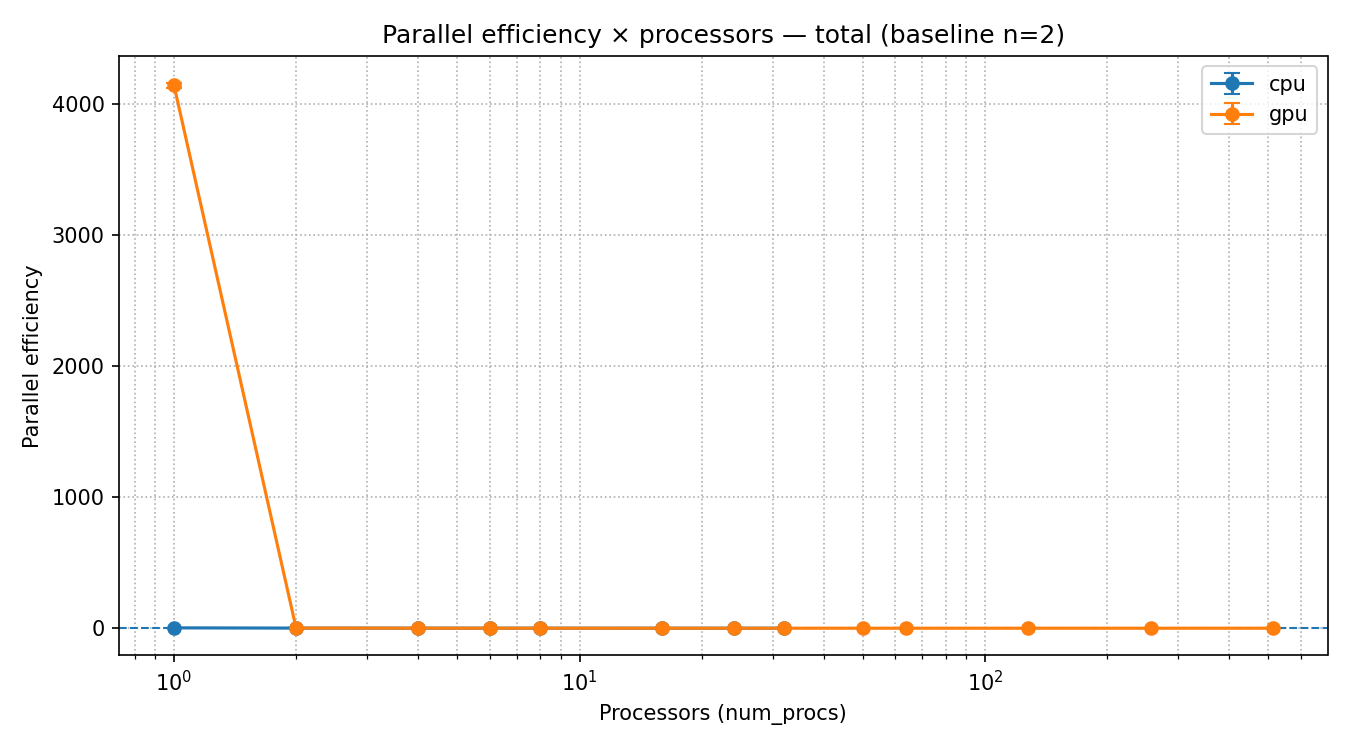 Parallel efficiency × processors — total (baseline n=2)
cpu
gpu
Parallel efficiency
4000
3000
2000
1000
0
10⁰
10¹
10²
Processors (num_procs)